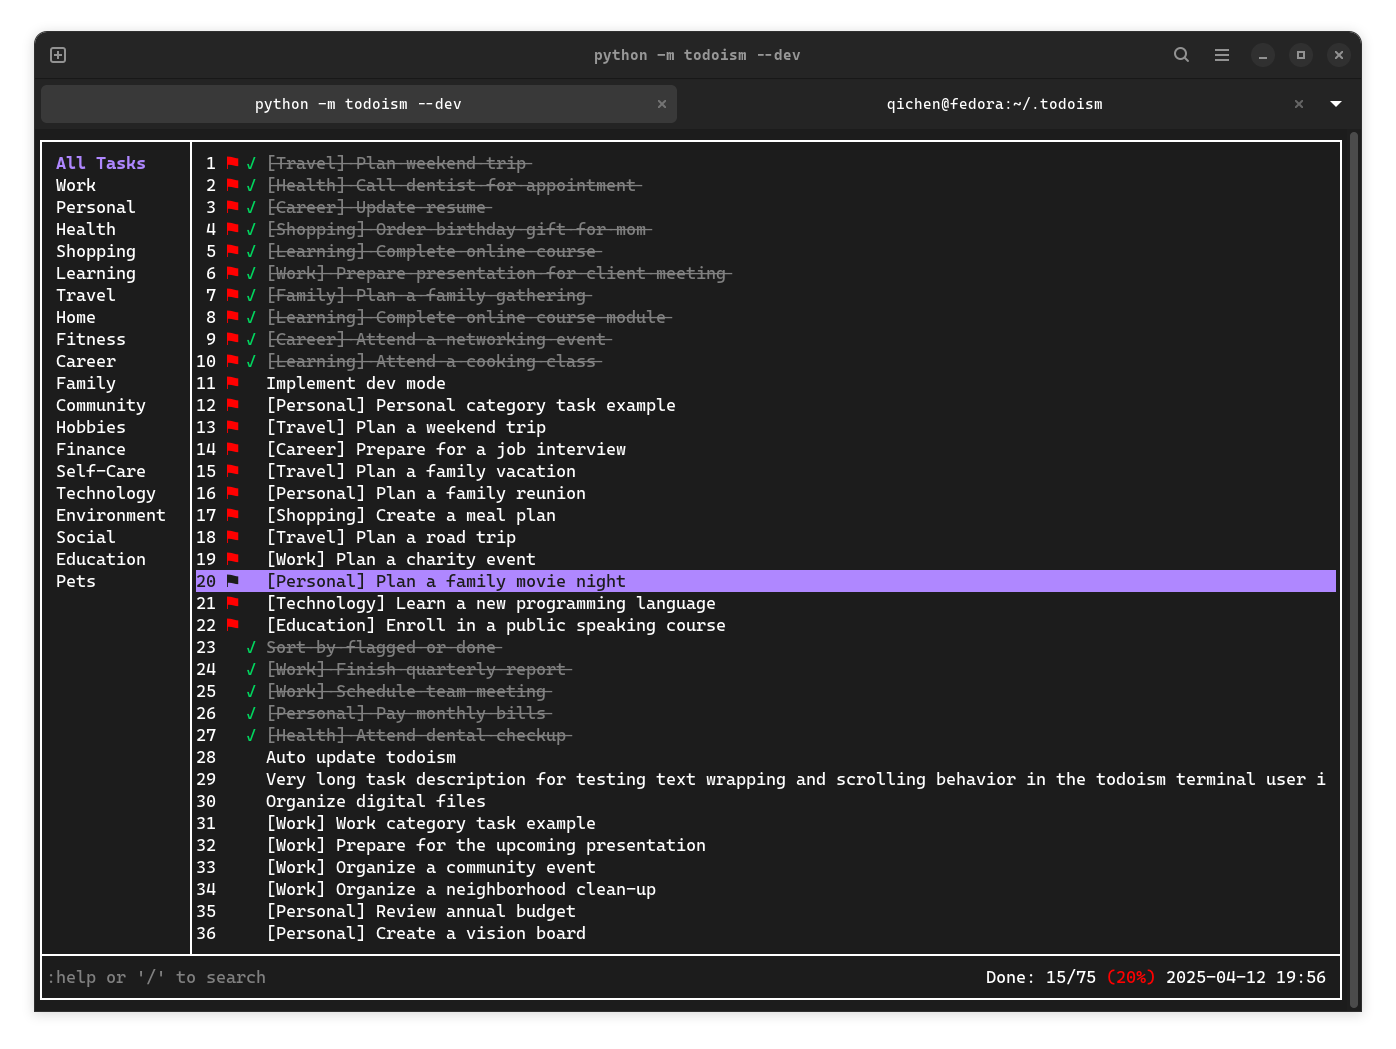 python -m todoism --dev
python -m todoism --dev
qichen@fedora:~/.todoism
All Tasks
Work
Personal
Health
Shopping
Learning
Travel
Home
Fitness
Career
Family
Community
Hobbies
Finance
Self-Care
Technology
Environment
Social
Education
Pets
1 ✓ [Travel] Plan weekend trip
2 ✓ [Health] Call dentist for appointment
3 ✓ [Career] Update resume
4 ✓ [Shopping] Order birthday gift for mom
5 ✓ [Learning] Complete online course
6 ✓ [Work] Prepare presentation for client meeting
7 ✓ [Family] Plan a family gathering
8 ✓ [Learning] Complete online course module
9 ✓ [Career] Attend a networking event
10 ✓ [Learning] Attend a cooking class
11 Implement dev mode
12 [Personal] Personal category task example
13 [Travel] Plan a weekend trip
14 [Career] Prepare for a job interview
15 [Travel] Plan a family vacation
16 [Personal] Plan a family reunion
17 [Shopping] Create a meal plan
18 [Travel] Plan a road trip
19 [Work] Plan a charity event
20 [Personal] Plan a family movie night
21 [Technology] Learn a new programming language
22 [Education] Enroll in a public speaking course
23 ✓ Sort by flagged or done
24 ✓ [Work] Finish quarterly report
25 ✓ [Work] Schedule team meeting
26 ✓ [Personal] Pay monthly bills
27 ✓ [Health] Attend dental checkup
28 Auto update todoism
29 Very long task description for testing text wrapping and scrolling behavior in the todoism terminal user i
30 Organize digital files
31 [Work] Work category task example
32 [Work] Prepare for the upcoming presentation
33 [Work] Organize a community event
34 [Work] Organize a neighborhood clean-up
35 [Personal] Review annual budget
36 [Personal] Create a vision board
:help or '/' to search
Done: 15/75 (20%) 2025-04-12 19:56